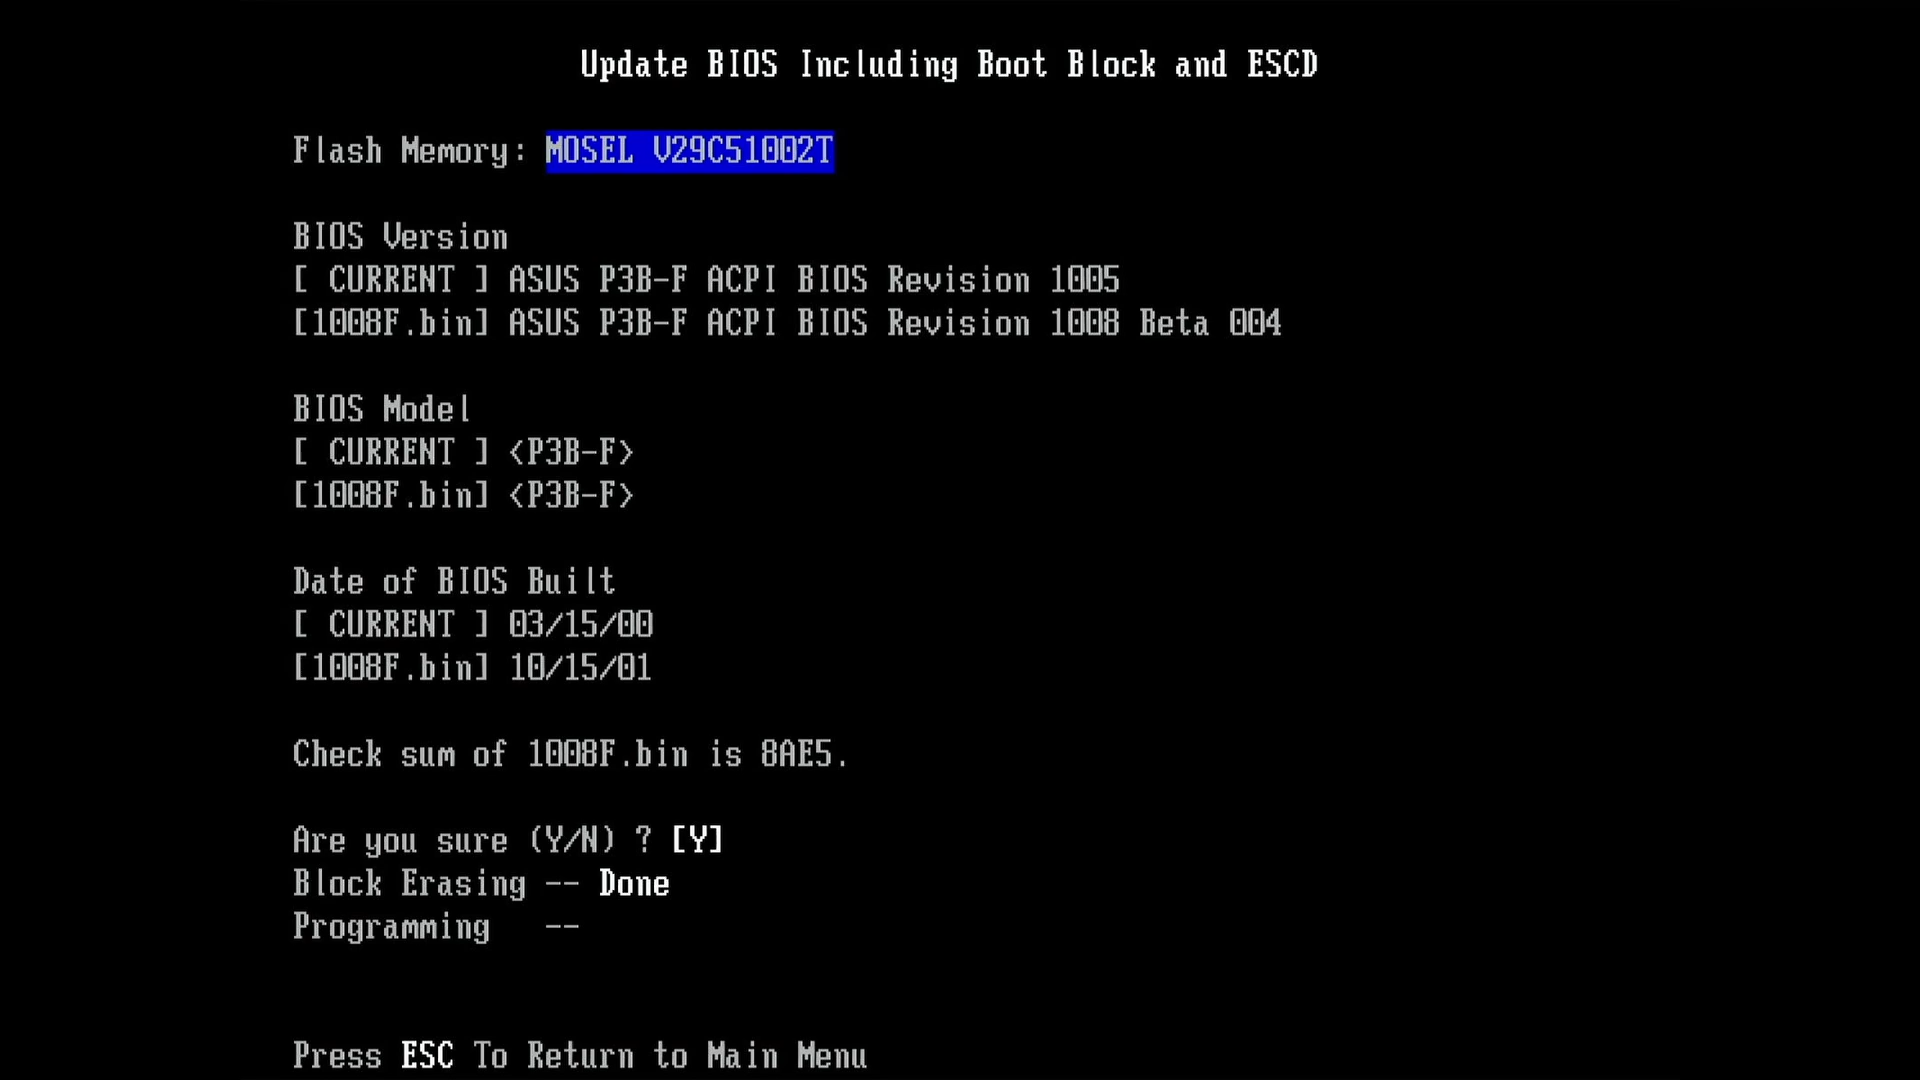 Update BIOS Including Boot Block and ESCD
Flash Memory: MOSEL V29C51002T
BIOS Version
[ CURRENT ] ASUS P3B-F ACPI BIOS Revision 1005
[1008F.bin] ASUS P3B-F ACPI BIOS Revision 1008 Beta 004
BIOS Model
[ CURRENT ] <P3B-F>
[1008F.bin] <P3B-F>
Date of BIOS Built
[ CURRENT ] 03/15/00
[1008F.bin] 10/15/01
Check sum of 1008F.bin is 8AE5.
Are you sure (Y/N) ? [Y]
Block Erasing -- Done
Programming   --
Press ESC To Return to Main Menu